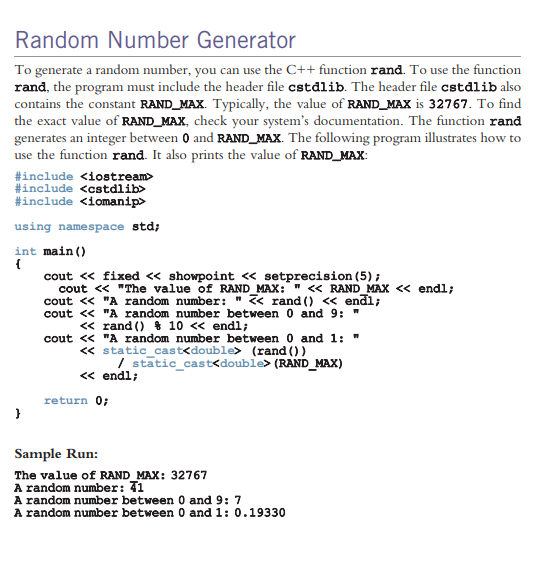 Random Number Generator
To generate a random number, you can use the C++ function rand. To use the function
rand, the program must include the header file cstdlib. The header file cstdlib also
contains the constant RAND_MAX. Typically, the value of RAND_MAX is 32767. To find
the exact value of RAND_MAX, check your system's documentation. The function rand
generates an integer between 0 and RAND_MAX. The following program illustrates how to
use the function rand. It also prints the value of RAND_MAX:
#include <iostream>
#include <cstdlib>
#include <iomanip>
using namespace std;
int main()
{
    cout << fixed << showpoint << setprecision(5);
      cout << "The value of RAND_MAX: " << RAND_MAX << endl;
    cout << "A random number: " << rand() << endl;
    cout << "A random number between 0 and 9: "
         << rand() % 10 << endl;
    cout << "A random number between 0 and 1: "
         << static_cast<double> (rand())
              / static_cast<double>(RAND_MAX)
         << endl;
    return 0;
}
Sample Run:
The value of RAND_MAX: 32767
A random number: 41
A random number between 0 and 9: 7
A random number between 0 and 1: 0.19330